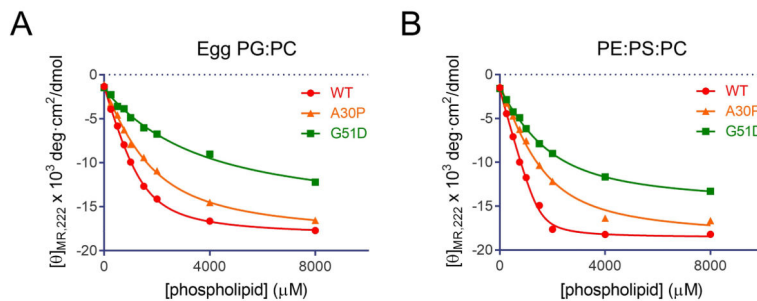 A
Egg PG:PC
0
-5
-10
-15
-20
[θ]MR,222 x 10³ deg·cm²/dmol
WT
A30P
G51D
0
4000
8000
[phospholipid] (μM)
B
PE:PS:PC
0
-5
-10
-15
-20
[θ]MR,222 x 10³ deg·cm²/dmol
WT
A30P
G51D
0
4000
8000
[phospholipid] (μM)